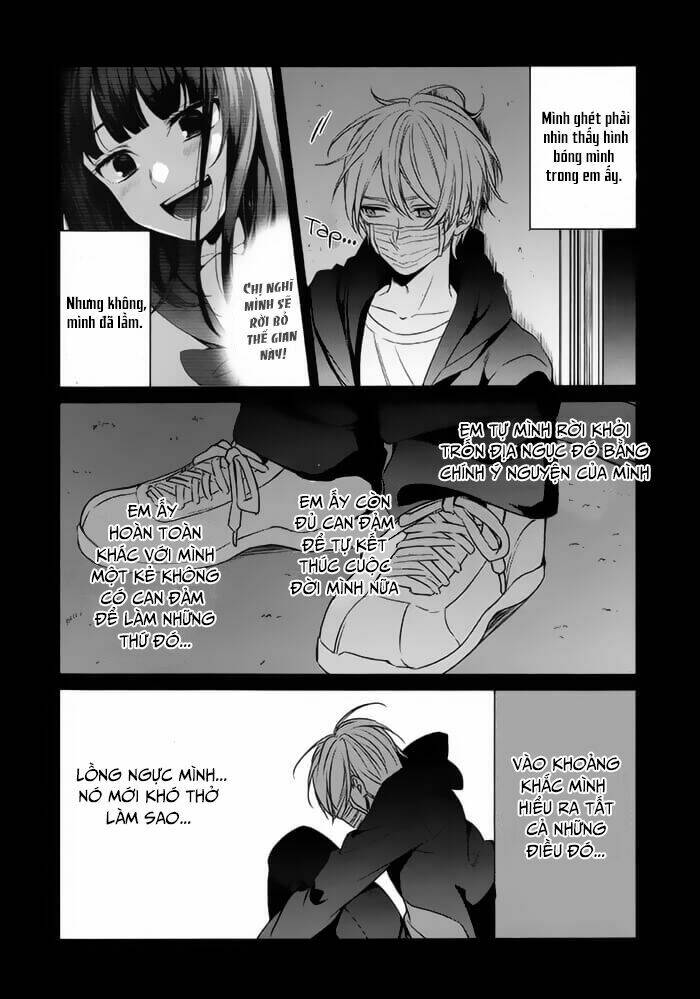 Mình ghét phải
nhìn thấy hình
bóng mình
trong em ấy.
Tap...
Chị nghĩ
mình sẽ
rời bỏ
thế gian
này!
Nhưng không,
mình đã lầm.
EM TỰ MÌNH RỜI KHỎI
TRỐN ĐỊA NGỤC ĐÓ BẰNG
CHÍNH Ý NGUYỆN CỦA MÌNH
EM ẤY CÒN
ĐỦ CAN ĐẢM
ĐỂ TỰ KẾT
THÚC CUỘC
ĐỜI MÌNH NỮA
EM ẤY
HOÀN TOÀN
KHÁC VỚI MÌNH
MỘT KẺ KHÔNG
CÓ CAN ĐẢM
ĐỂ LÀM NHỮNG
THỨ ĐÓ...
VÀO KHOẢNG
KHẮC MÌNH
HIỂU RA TẤT
CẢ NHỮNG
ĐIỀU ĐÓ...
LỒNG NGỰC MÌNH...
NÓ MỚI KHÓ THỞ
LÀM SAO...